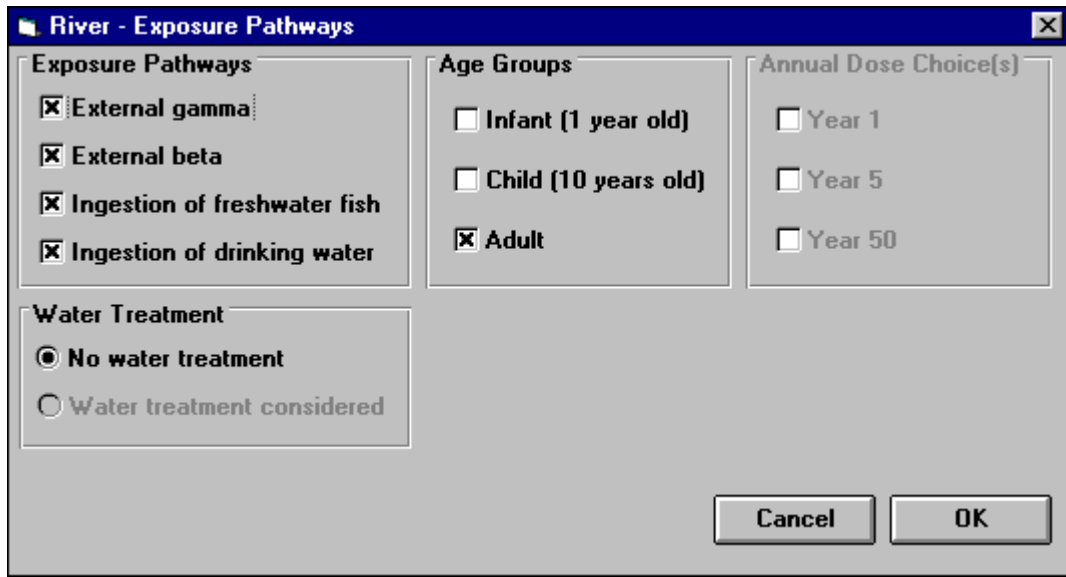 River - Exposure Pathways
Exposure Pathways
External gamma
External beta
Ingestion of freshwater fish
Ingestion of drinking water
Age Groups
Infant (1 year old)
Child (10 years old)
Adult
Annual Dose Choice(s)
Year 1
Year 5
Year 50
Water Treatment
No water treatment
Water treatment considered
Cancel
OK